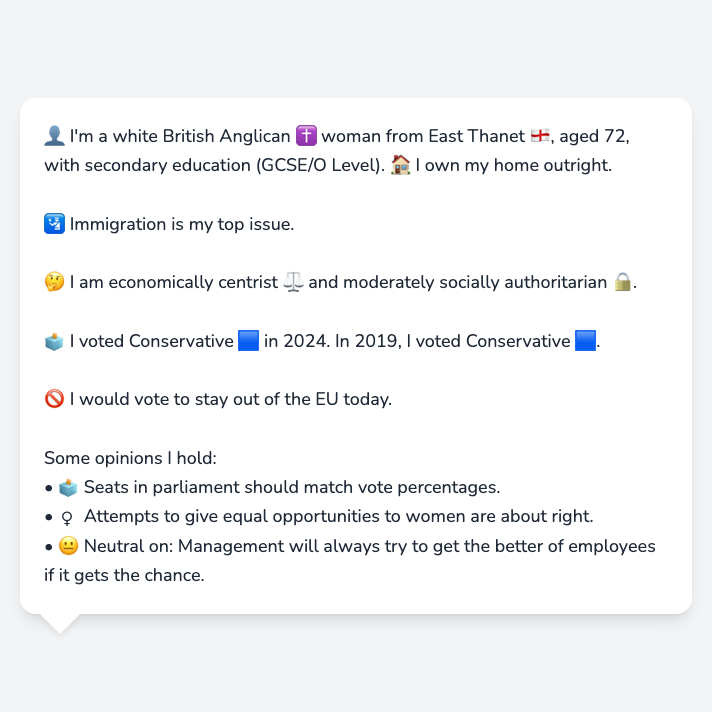 👤 I'm a white British Anglican ✝️ woman from East Thanet 🏴󠁧󠁢󠁥󠁮󠁧󠁿, aged 72,
with secondary education (GCSE/O Level). 🏠 I own my home outright.
🛂 Immigration is my top issue.
🤔 I am economically centrist ⚖️ and moderately socially authoritarian 🔒.
🗳️ I voted Conservative 🟦 in 2024. In 2019, I voted Conservative 🟦.
🚫 I would vote to stay out of the EU today.
Some opinions I hold:
• 🗳️ Seats in parliament should match vote percentages.
• ♀ Attempts to give equal opportunities to women are about right.
• 😐 Neutral on: Management will always try to get the better of employees
if it gets the chance.